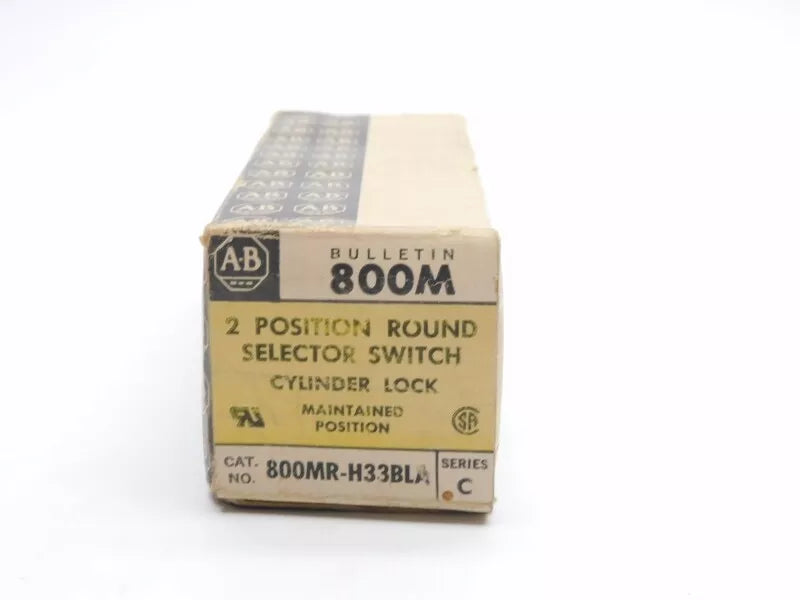 A-B
BULLETIN
800M
2 POSITION ROUND
SELECTOR SWITCH
CYLINDER LOCK
MAINTAINED
POSITION
CAT.
NO. 800MR-H33BLA
SERIES
C